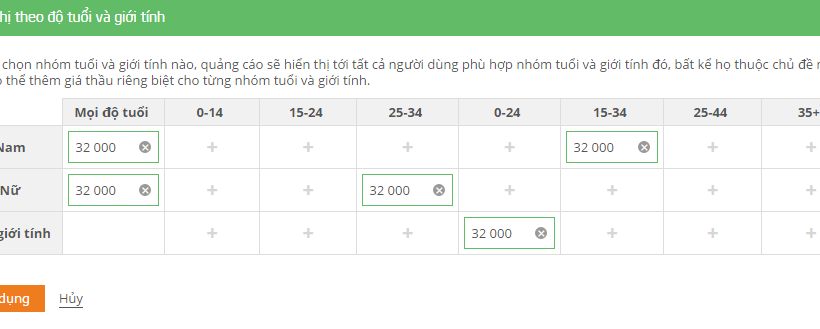 hị theo độ tuổi và giới tính
chọn nhóm tuổi và giới tính nào, quảng cáo sẽ hiển thị tới tất cả người dùng phù hợp nhóm tuổi và giới tính đó, bất kể họ thuộc chủ đề
thể thêm giá thầu riêng biệt cho từng nhóm tuổi và giới tính.
Mọi độ tuổi 0-14 15-24 25-34 0-24 15-34 25-44 35+
Nam 32 000 + + + + 32 000 + +
Nữ 32 000 + + 32 000 + + + +
giới tính + + + 32 000 + + +
dụng Hủy